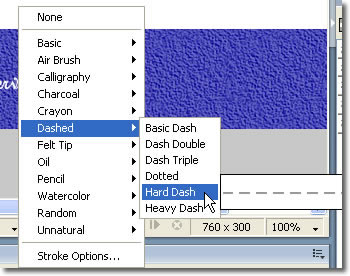 None
Basic
Air Brush
Calligraphy
Charcoal
Crayon
Dashed
Felt Tip
Oil
Pencil
Watercolor
Random
Unnatural
Stroke Options...
Basic Dash
Dash Double
Dash Triple
Dotted
Hard Dash
Heavy Dash
760 x 300
100%